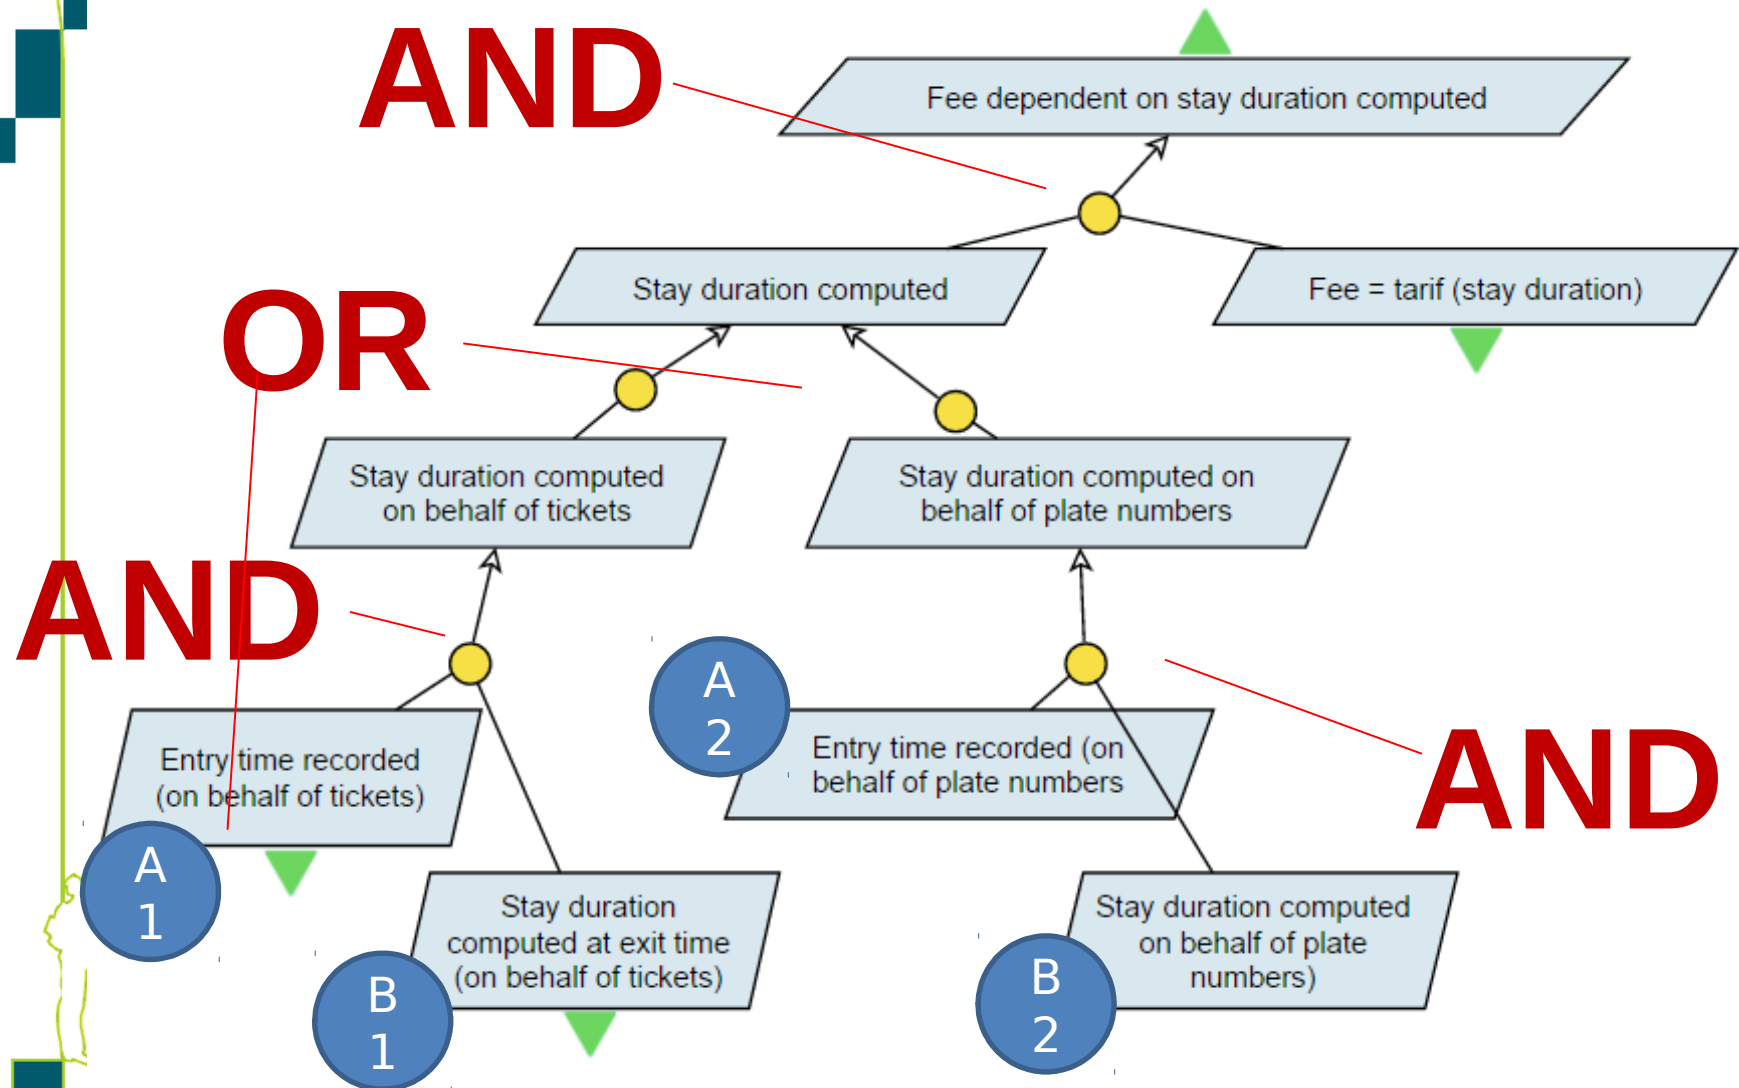 AND
Fee dependent on stay duration computed
Stay duration computed
Fee = tarif (stay duration)
OR
Stay duration computed
on behalf of tickets
Stay duration computed on
behalf of plate numbers
AND
A
2
Entry time recorded
(on behalf of tickets)
Entry time recorded (on
behalf of plate numbers
AND
A
1
Stay duration
computed at exit time
(on behalf of tickets)
Stay duration computed
on behalf of plate
numbers)
B
1
B
2